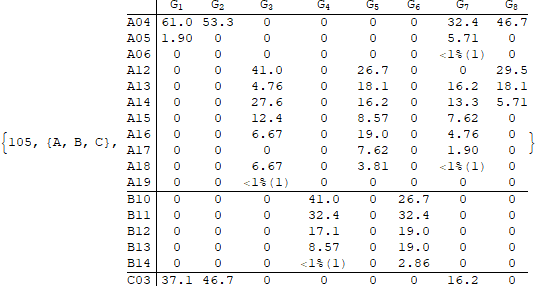 G₁ G₂ G₃ G₄ G₅ G₆ G₇ G₈
A04 61.0 53.3 0 0 0 0 32.4 46.7
A05 1.90 0 0 0 0 0 5.71 0
A06 0 0 0 0 0 0 <1%(1) 0
A12 0 0 41.0 0 26.7 0 0 29.5
A13 0 0 4.76 0 18.1 0 16.2 18.1
A14 0 0 27.6 0 16.2 0 13.3 5.71
A15 0 0 12.4 0 8.57 0 7.62 0
{105, {A, B, C}, A16 0 0 6.67 0 19.0 0 4.76 0 }
A17 0 0 0 0 7.62 0 1.90 0
A18 0 0 6.67 0 3.81 0 <1%(1) 0
A19 0 0 <1%(1) 0 0 0 0 0
B10 0 0 0 41.0 0 26.7 0 0
B11 0 0 0 32.4 0 32.4 0 0
B12 0 0 0 17.1 0 19.0 0 0
B13 0 0 0 8.57 0 19.0 0 0
B14 0 0 0 <1%(1) 0 2.86 0 0
C03 37.1 46.7 0 0 0 0 16.2 0